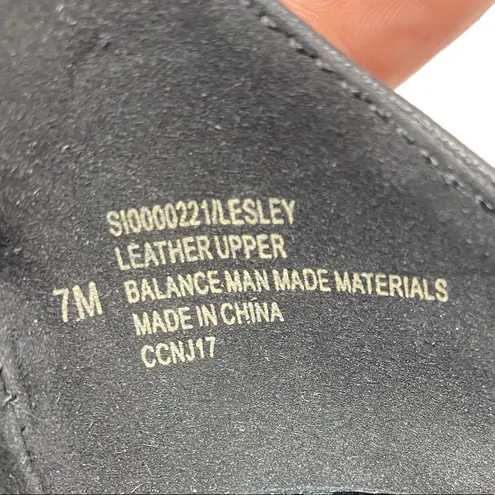 SI0000221/LESLEY
LEATHER UPPER
7M BALANCE MAN MADE MATERIALS
MADE IN CHINA
CCNJ17